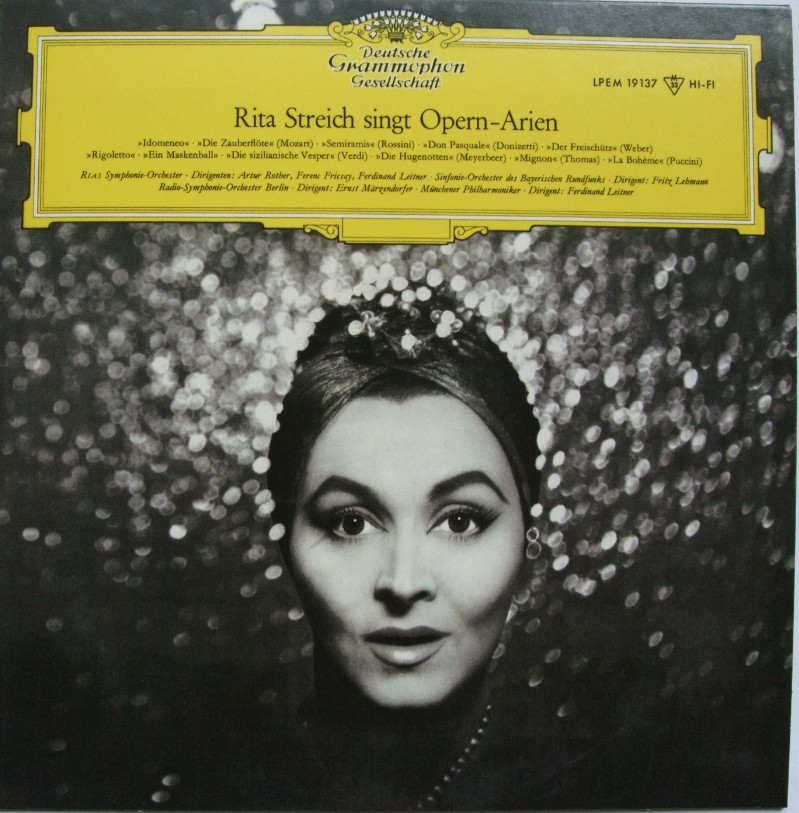 Deutsche
Grammophon
Gesellschaft
LPEM 19137 M 33 HI-FI
Rita Streich singt Opern-Arien
»Idomeneo« · »Die Zauberflöte« (Mozart) · »Semiramis« (Rossini) · »Don Pasquale« (Donizetti) · »Der Freischütz« (Weber)
»Rigoletto« · »Ein Maskenball« · »Die sizilianische Vesper« (Verdi) · »Die Hugenotten« (Meyerbeer) · »Mignon« (Thomas) · »La Bohème« (Puccini)
RIAS Symphonie-Orchester · Dirigenten: Artur Rother, Ferenc Fricsay, Ferdinand Leitner · Sinfonie-Orchester des Bayerischen Rundfunks · Dirigent: Fritz Lehmann
Radio-Symphonie-Orchester Berlin · Dirigent: Ernst Märzendorfer · Münchner Philharmoniker · Dirigent: Ferdinand Leitner